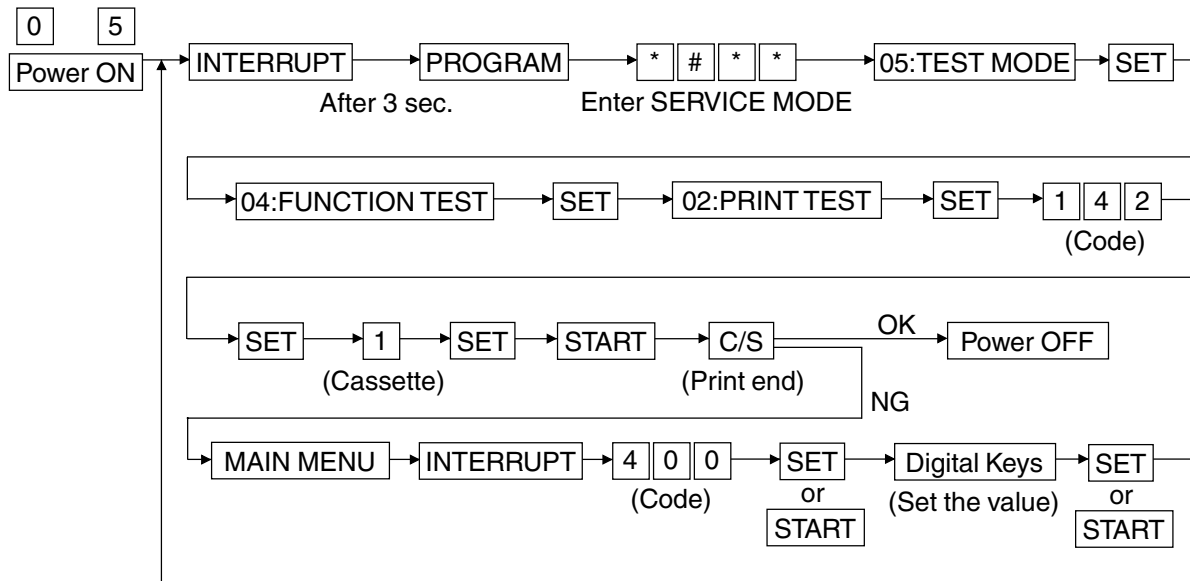 0 5
Power ON INTERRUPT PROGRAM * # * * 05:TEST MODE SET
After 3 sec. Enter SERVICE MODE
04:FUNCTION TEST SET 02:PRINT TEST SET 1 4 2
(Code)
SET 1 SET START C/S OK Power OFF
(Cassette) (Print end)
NG
MAIN MENU INTERRUPT 4 0 0 SET Digital Keys SET
(Code) or (Set the value) or
START START